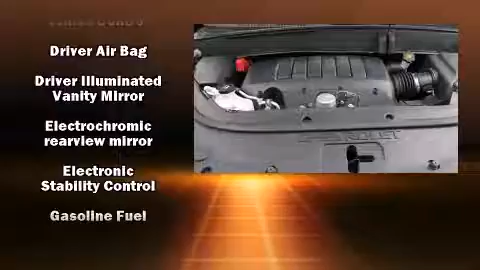 Driver Air Bag
Driver Illuminated
Vanity Mirror
Electrochromic
rearview mirror
Electronic
Stability Control
Gasoline Fuel